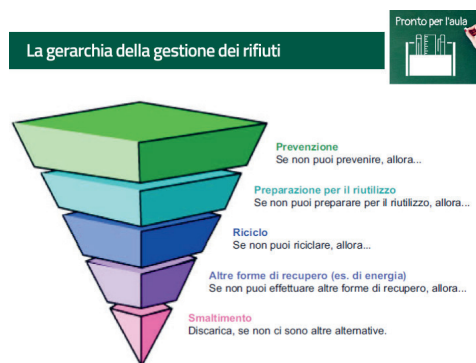 Pronto per l'aula
La gerarchia della gestione dei rifiuti
Prevenzione
Se non puoi prevenire, allora...
Preparazione per il riutilizzo
Se non puoi preparare per il riutilizzo, allora...
Riciclo
Se non puoi riciclare, allora...
Altre forme di recupero (es. di energia)
Se non puoi effettuare altre forme di recupero, allora...
Smaltimento
Discarica, se non ci sono altre alternative.